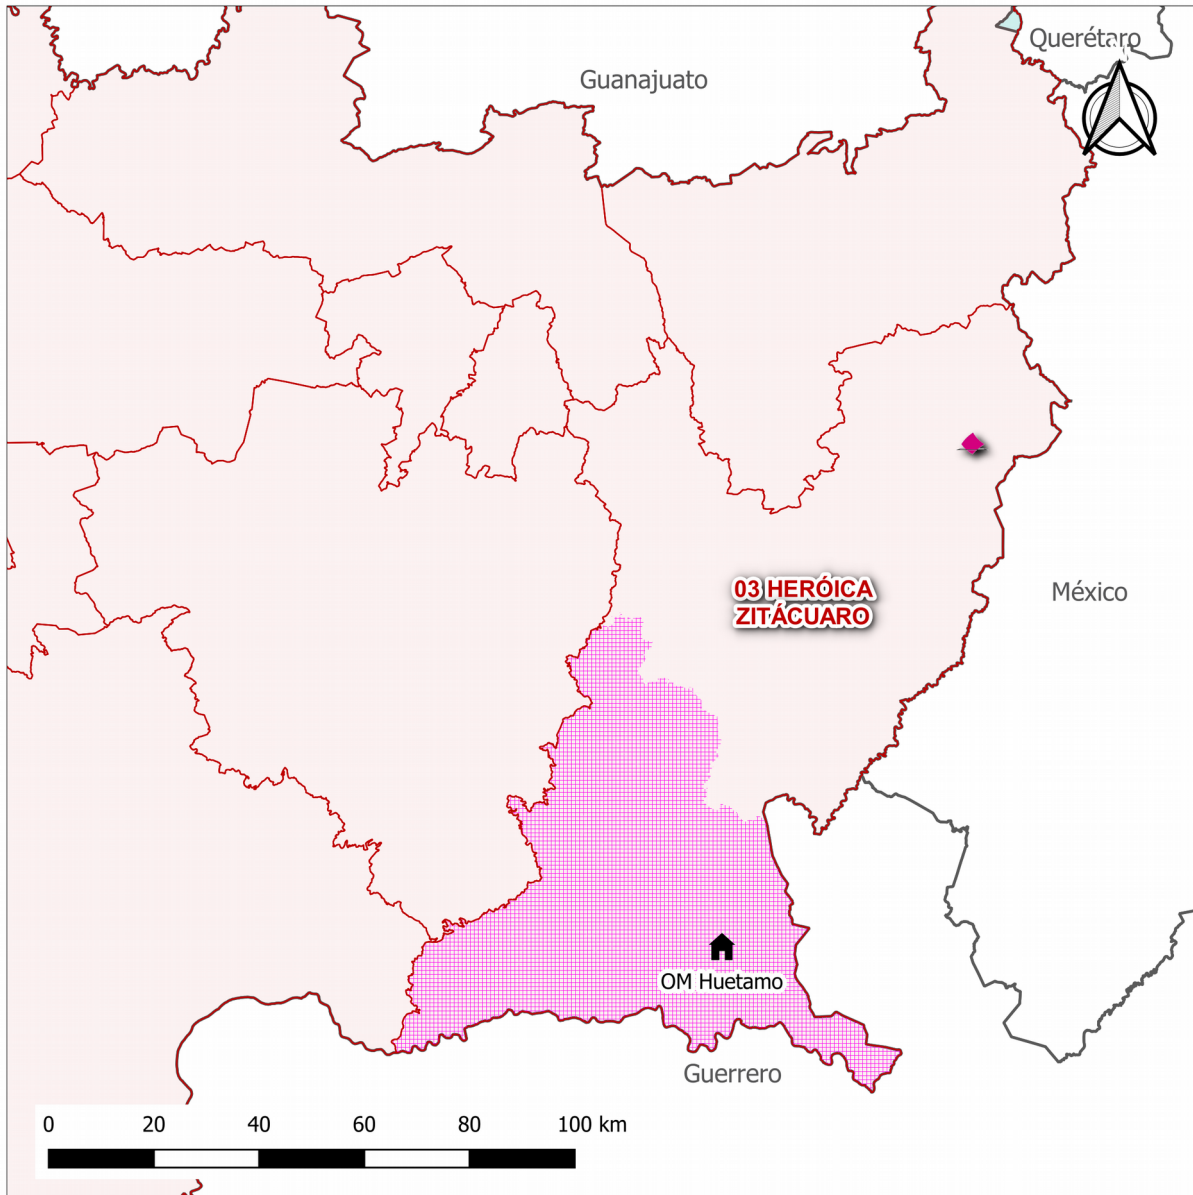 Querétaro
Guanajuato
México
03 HERÓICA
ZITÁCUARO
OM Huetamo
Guerrero
0 20 40 60 80 100 km